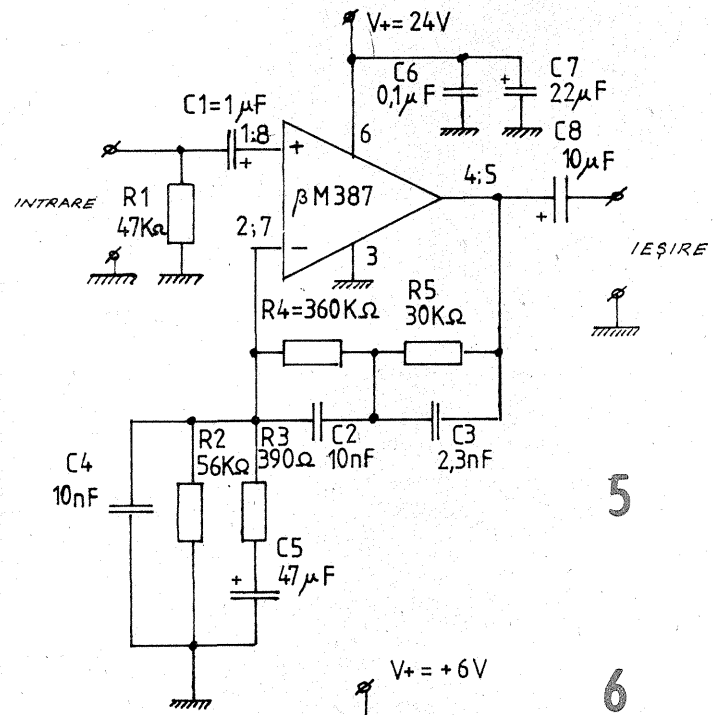 V+= 24V
C6
0,1µF
C7
22µF
C1=1µF
1;8
+
6
+
C8
10µF
βM387
4;5
+
INTRARE
R1
47KΩ
2;7
−
3
IEȘIRE
R4=360KΩ
R5
30KΩ
R2
56KΩ
R3
390Ω
C2
10nF
C3
2,3nF
C4
10nF
5
C5
47µF
+
V+ = +6V
6